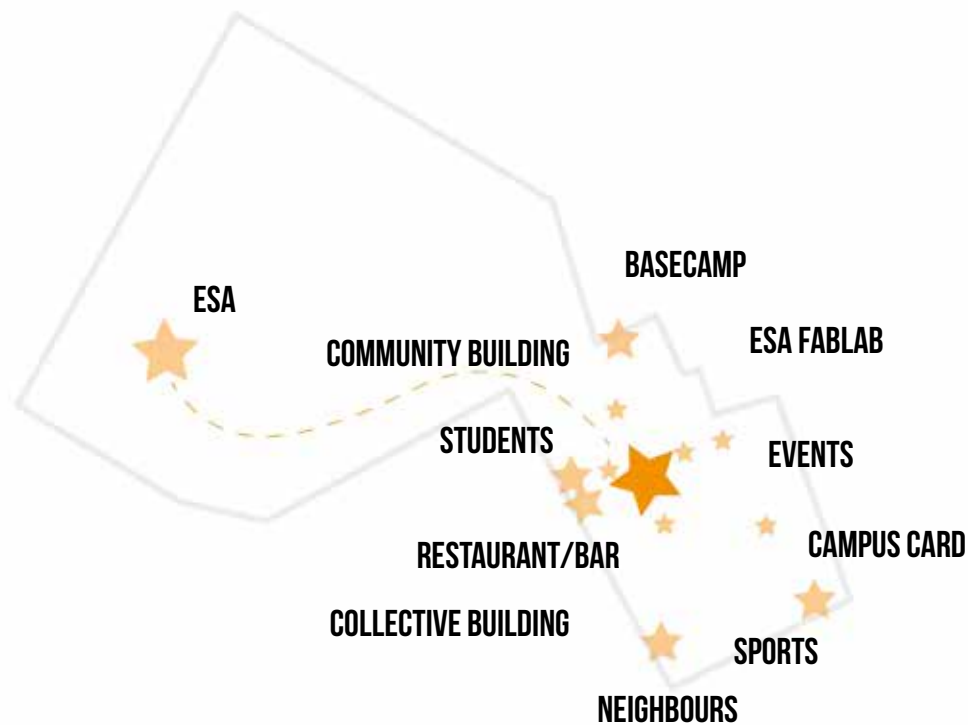 BASECAMP
ESA
ESA FABLAB
COMMUNITY BUILDING
STUDENTS
EVENTS
RESTAURANT/BAR
CAMPUS CARD
COLLECTIVE BUILDING
SPORTS
NEIGHBOURS